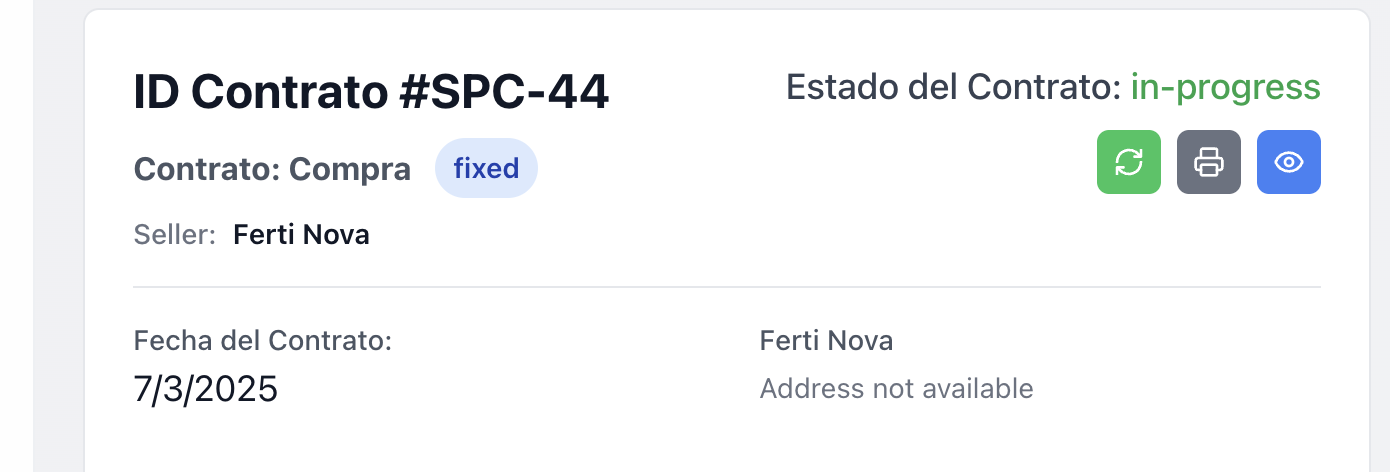 ID Contrato #SPC-44
Estado del Contrato: in-progress
Contrato: Compra fixed
Seller: Ferti Nova
Fecha del Contrato:
7/3/2025
Ferti Nova
Address not available